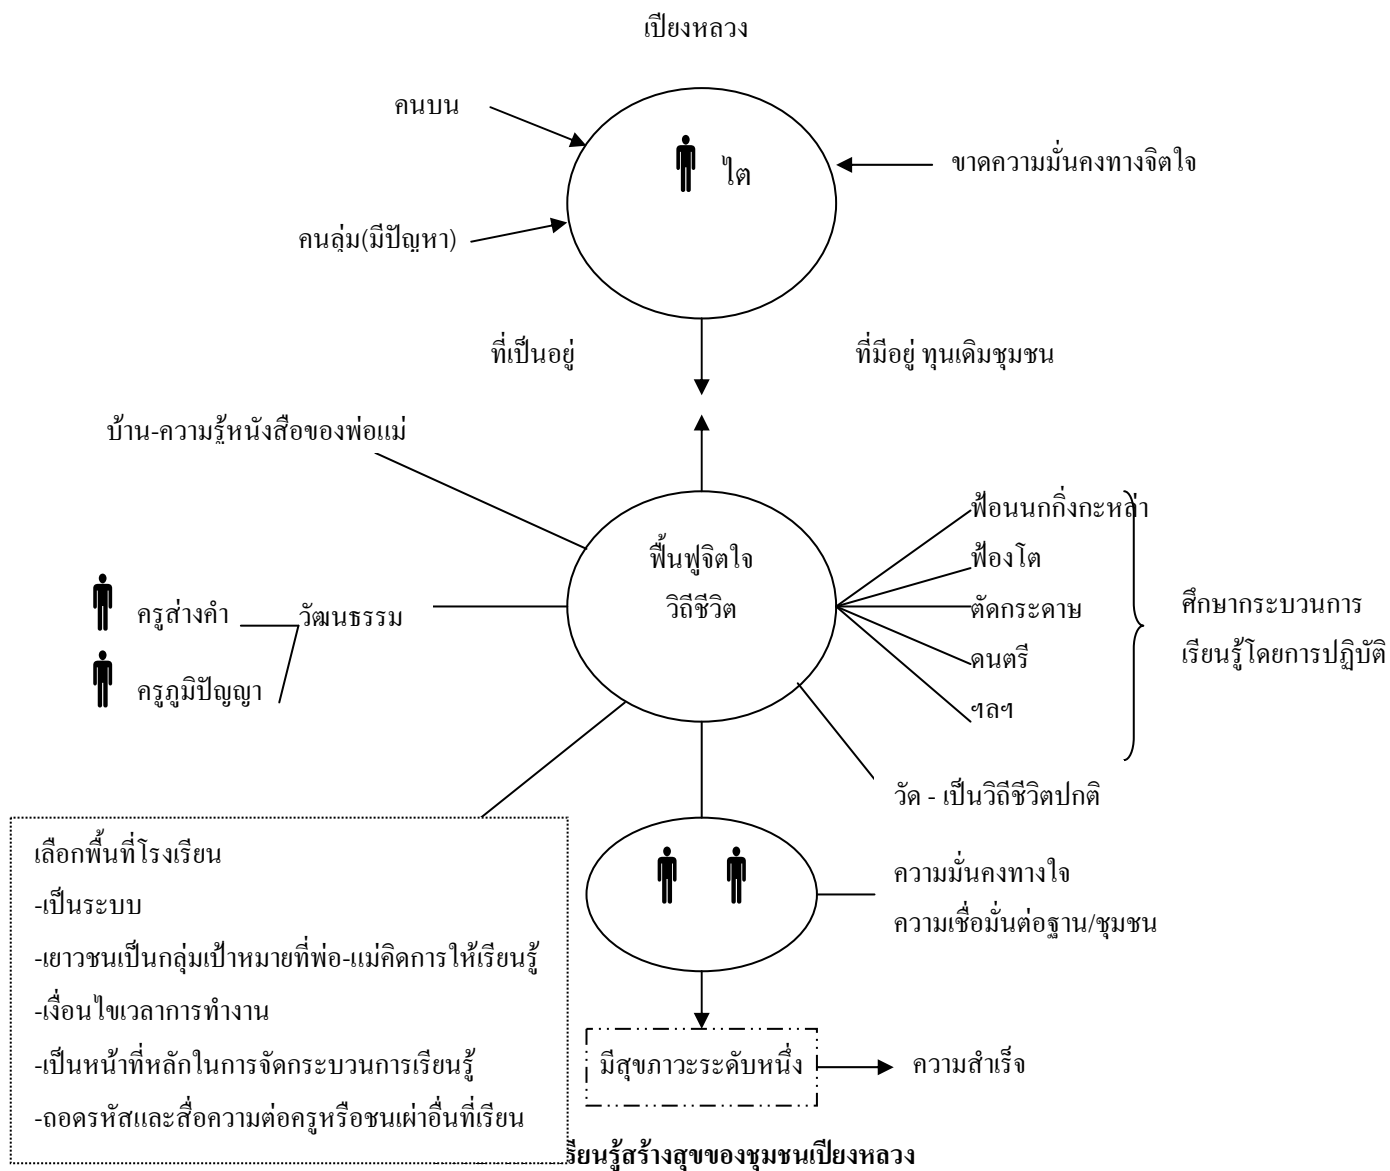 เปียงหลวง
คนบน
ไต
ขาดความมั่นคงทางจิตใจ
คนลุ่ม(มีปัญหา)
ที่เป็นอยู่
ที่มีอยู่ ทุนเดิมชุมชน
บ้าน-ความรู้หนังสือของพ่อแม่
ฟื้นฟูจิตใจ
วิถีชีวิต
ฟ้อนนกกิ่งกะหล่ำ
ฟ้องโต
ตัดกระดาษ
ดนตรี
ฯลฯ
ศึกษากระบวนการ
เรียนรู้โดยการปฏิบัติ
ครูส่างคำ
วัฒนธรรม
ครูภูมิปัญญา
วัด - เป็นวิถีชีวิตปกติ
เลือกพื้นที่โรงเรียน
-เป็นระบบ
-เยาวชนเป็นกลุ่มเป้าหมายที่พ่อ-แม่คิดการให้เรียนรู้
-เงื่อนไขเวลาการทำงาน
-เป็นหน้าที่หลักในการจัดกระบวนการเรียนรู้
-ถอดรหัสและสื่อความต่อครูหรือชนเผ่าอื่นที่เรียน
ความมั่นคงทางใจ
ความเชื่อมั่นต่อฐาน/ชุมชน
มีสุขภาวะระดับหนึ่ง
ความสำเร็จ
รียนรู้สร้างสุขของชุมชนเปียงหลวง